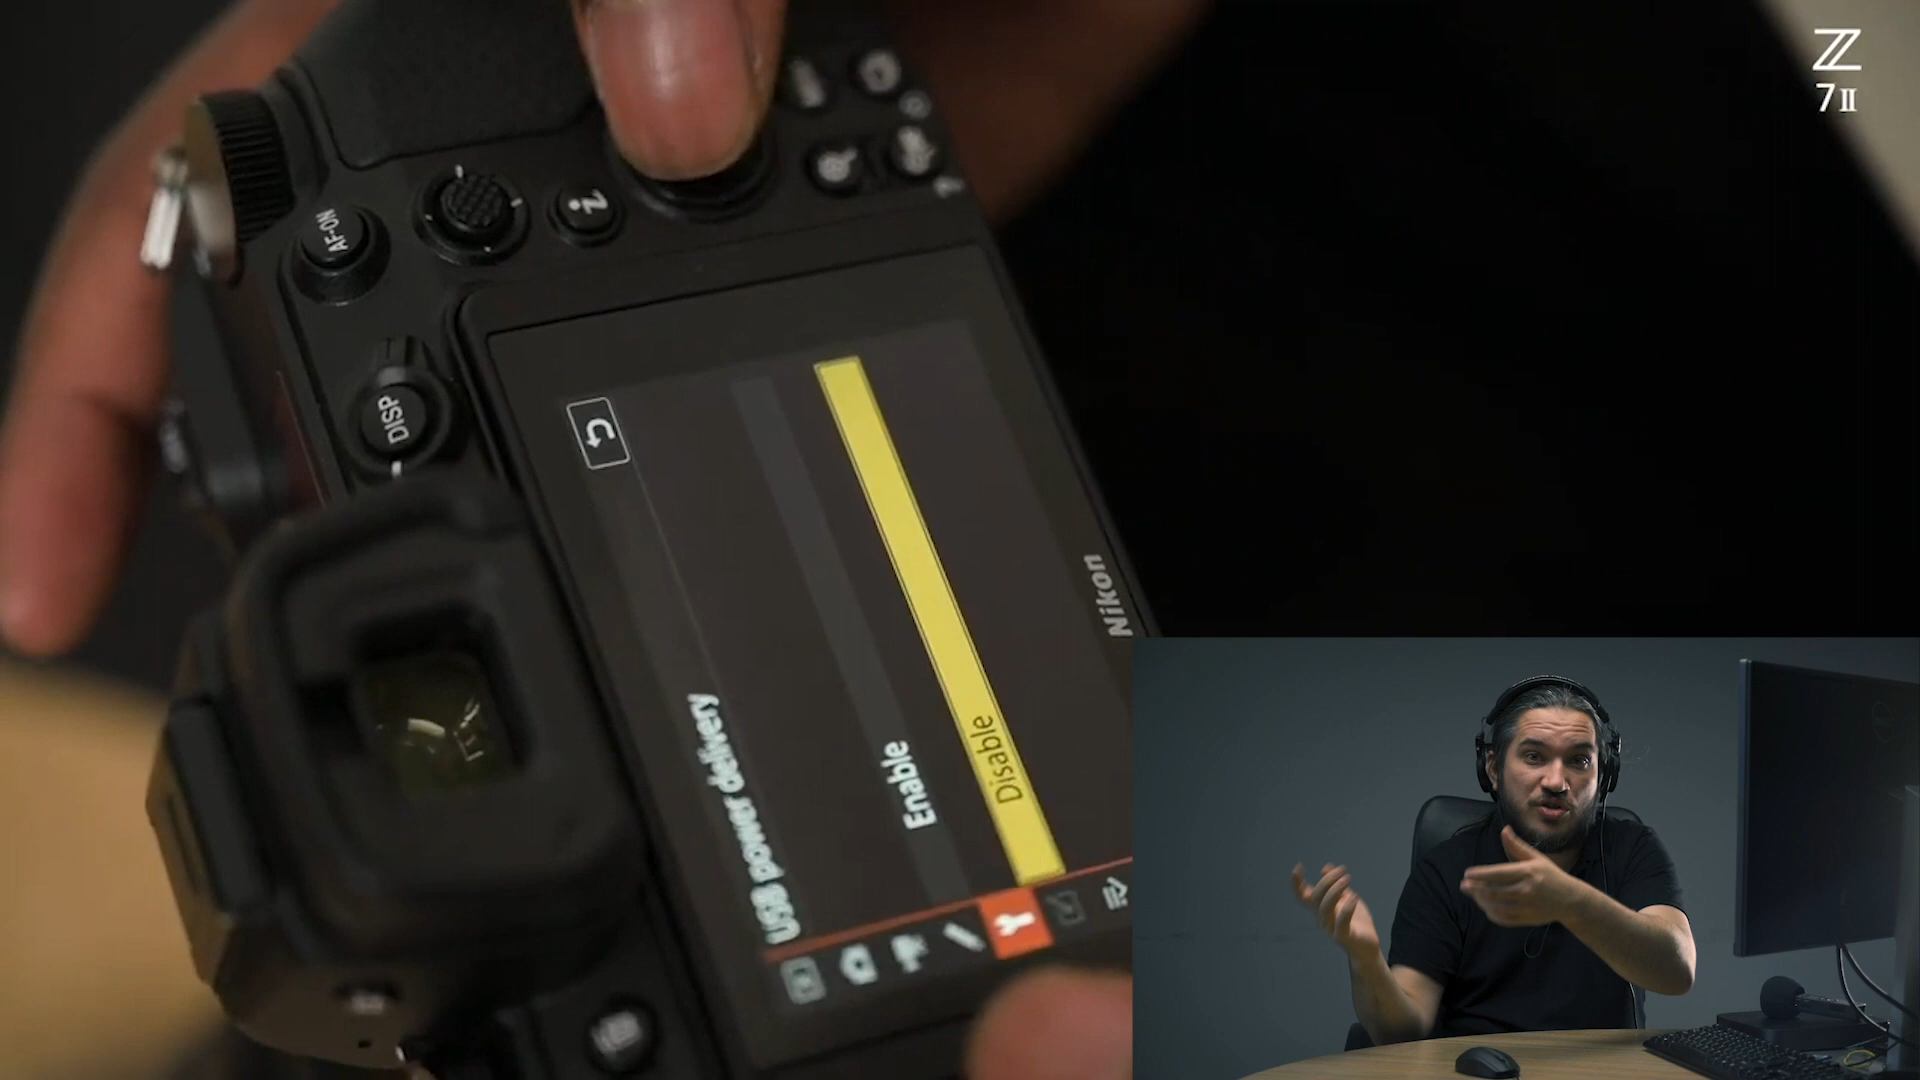 Z
7II
AF-ON
i
DISP
USB power delivery
Enable
Disable
Nikon